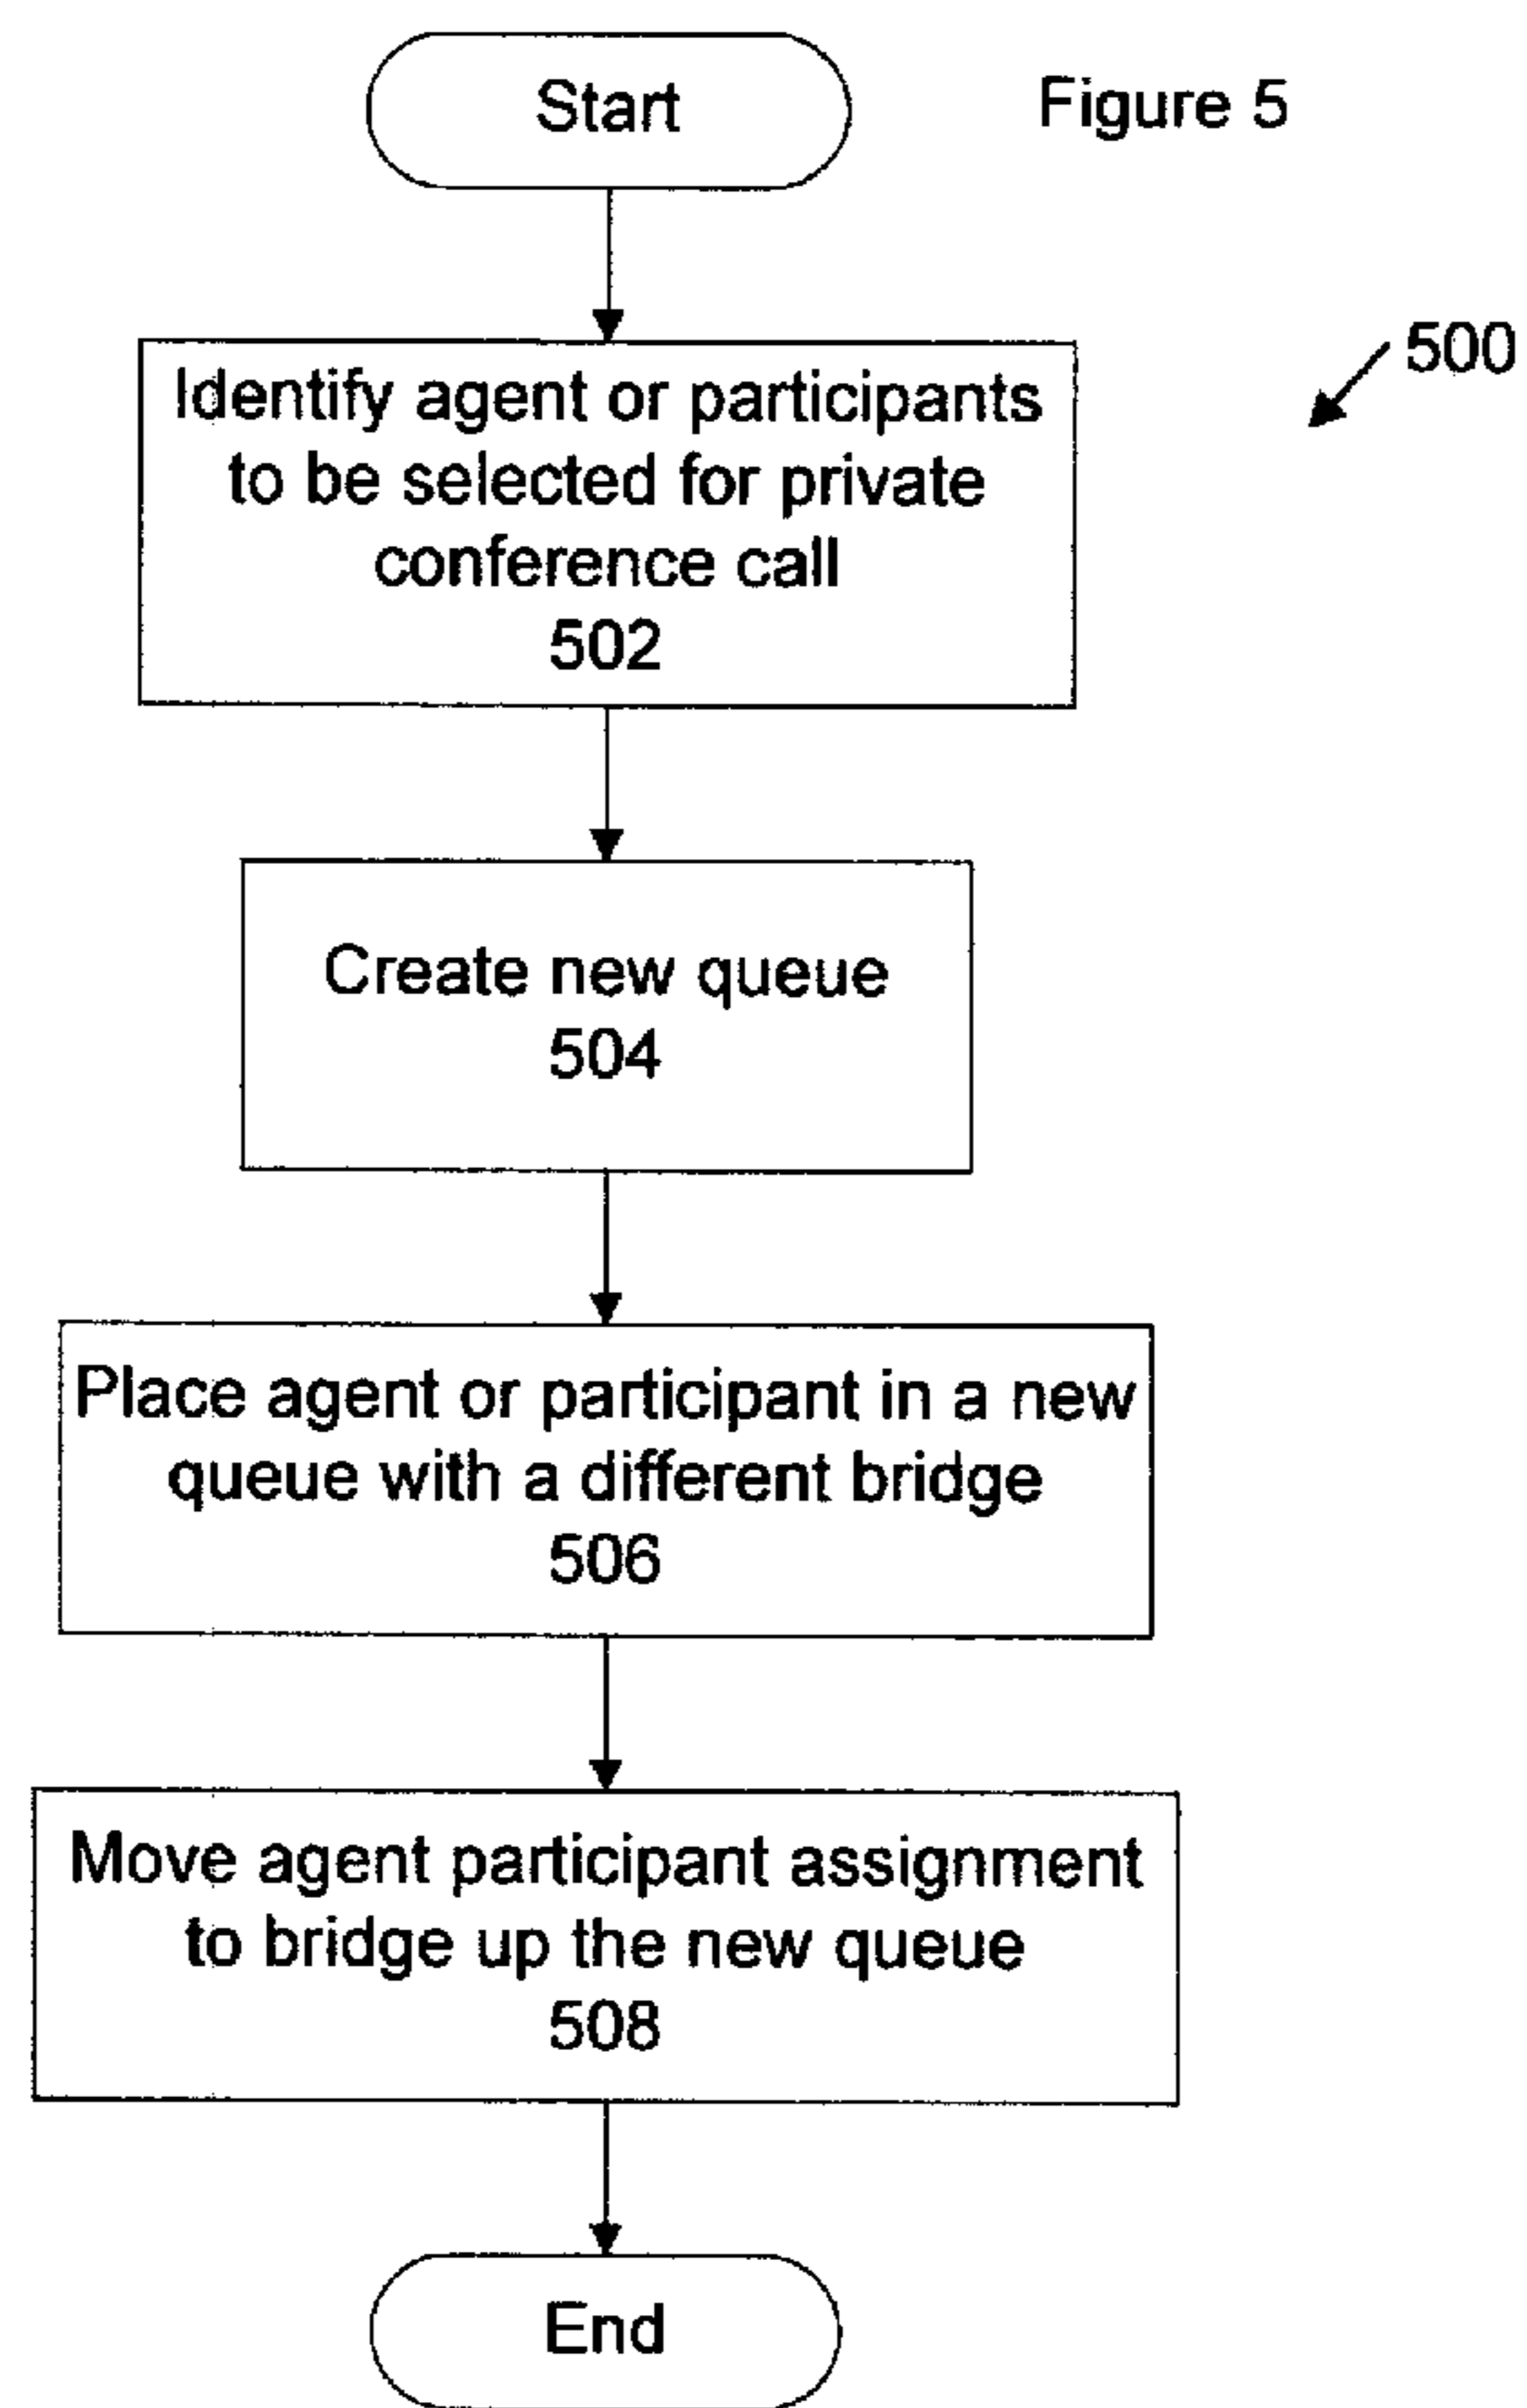 Start
Figure 5
500
Identify agent or participants
to be selected for private
conference call
502
Create new queue
504
Place agent or participant in a new
queue with a different bridge
506
Move agent participant assignment
to bridge up the new queue
508
End